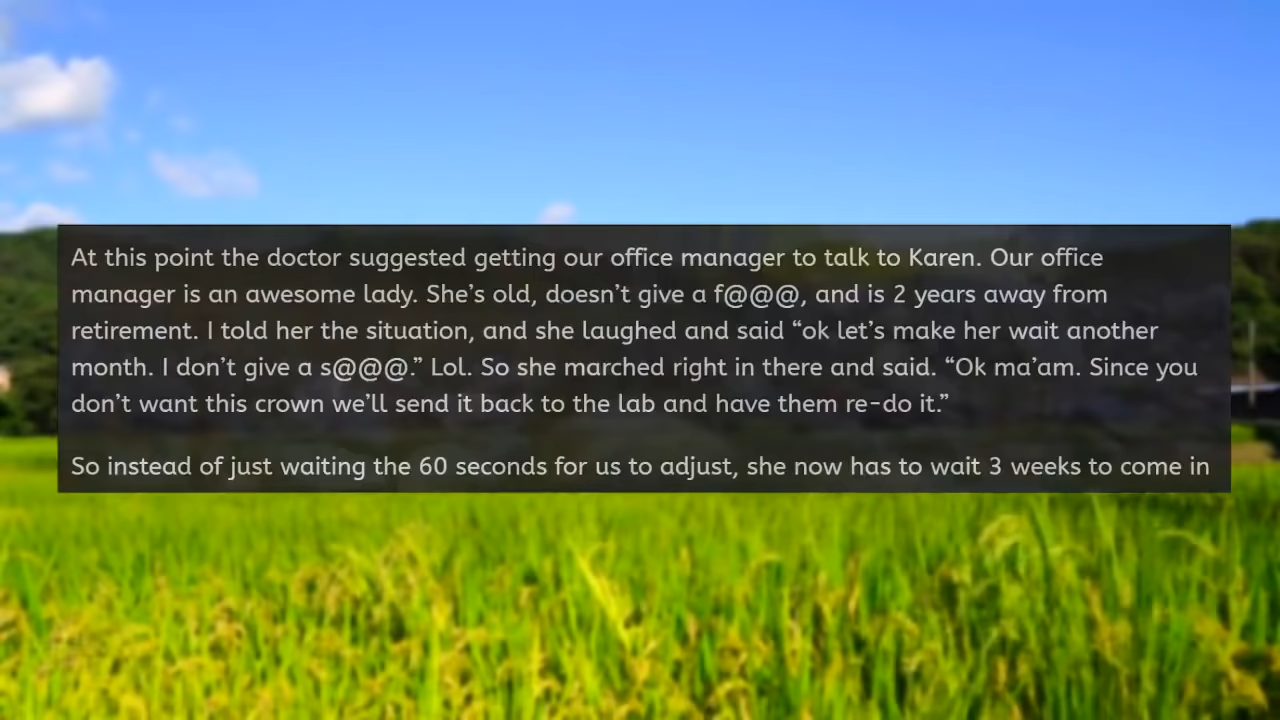 At this point the doctor suggested getting our office manager to talk to Karen. Our office
manager is an awesome lady. She’s old, doesn’t give a f@@@, and is 2 years away from
retirement. I told her the situation, and she laughed and said “ok let’s make her wait another
month. I don’t give a s@@@.” Lol. So she marched right in there and said. “Ok ma’am. Since you
don’t want this crown we’ll send it back to the lab and have them re-do it.”
So instead of just waiting the 60 seconds for us to adjust, she now has to wait 3 weeks to come in